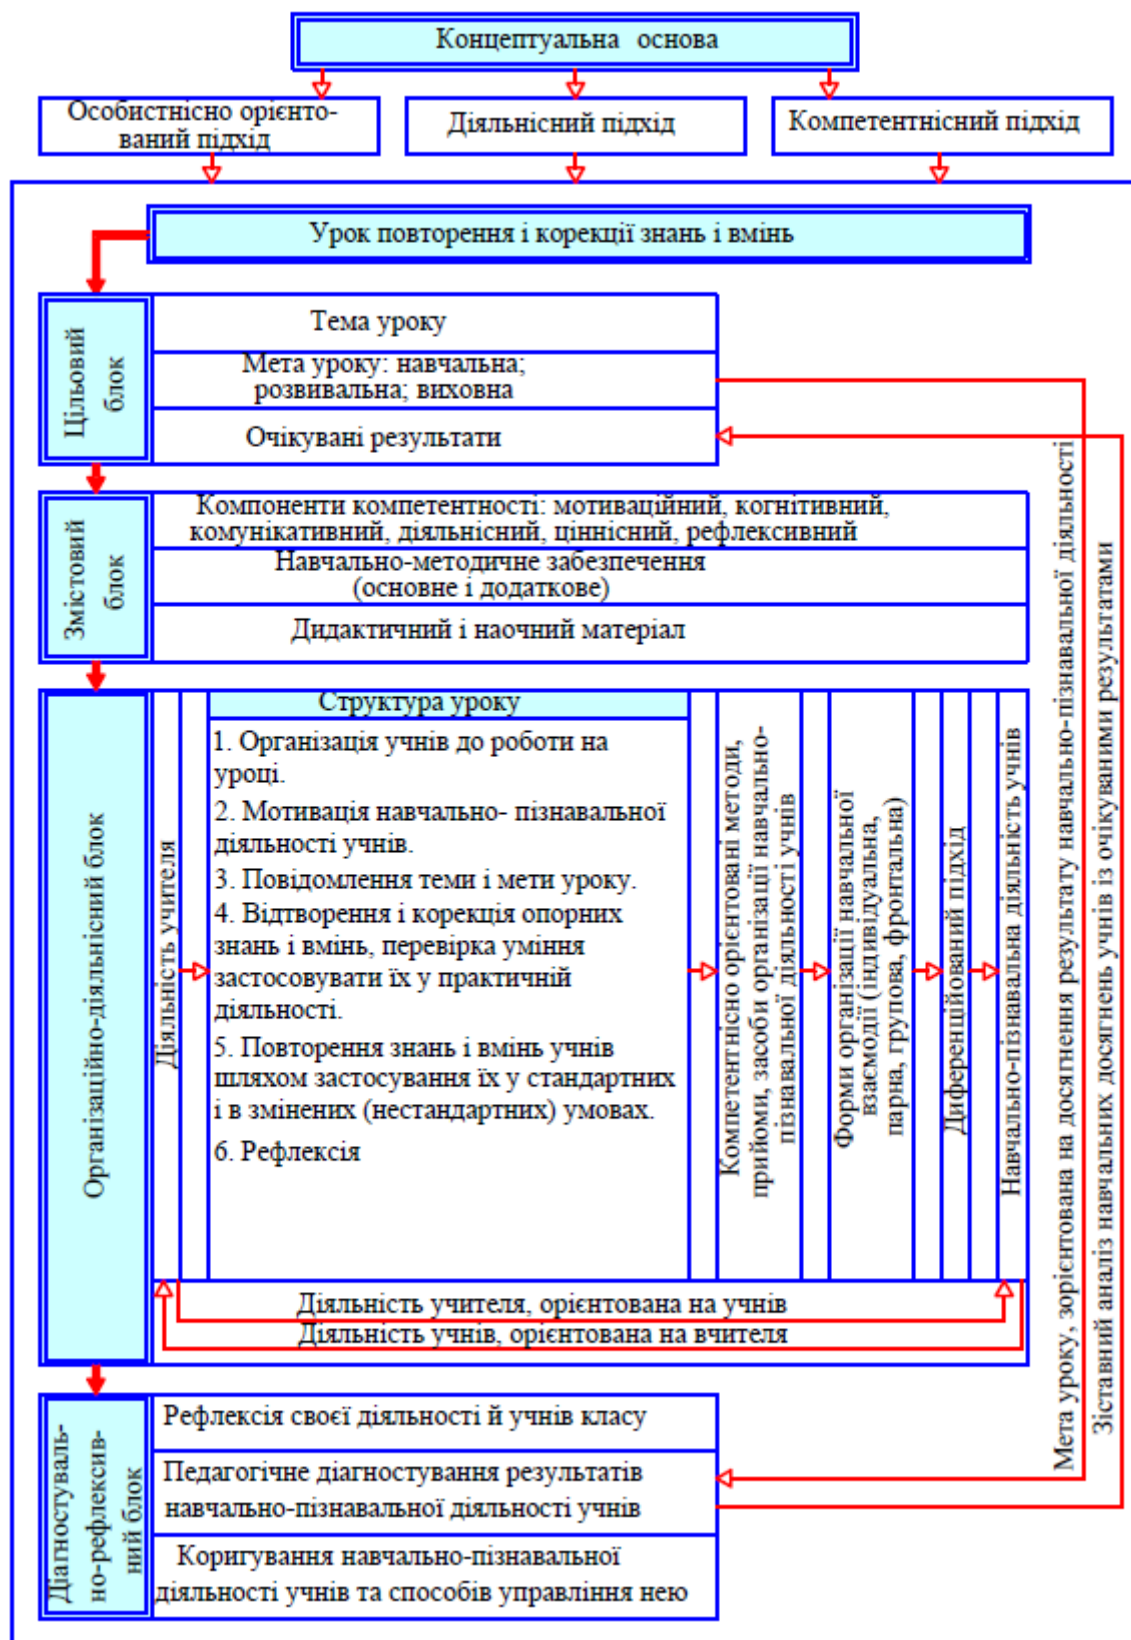 Концептуальна основа
Особистнісно орієнто-
ваний підхід
Діяльнісний підхід
Компетентнісний підхід
Урок повторення і корекції знань і вмінь
Цільовий
блок
Тема уроку
Мета уроку: навчальна;
розвивальна; виховна
Очікувані результати
Змістовий
блок
Компоненти компетентності: мотиваційний, когнітивний,
комунікативний, діяльнісний, ціннісний, рефлексивний
Навчально-методичне забезпечення
(основне і додаткове)
Дидактичний і наочний матеріал
Організаційно-діяльнісний блок
Діяльність учителя
Структура уроку
1. Організація учнів до роботи на
уроці.
2. Мотивація навчально- пізнавальної
діяльності учнів.
3. Повідомлення теми і мети уроку.
4. Відтворення і корекція опорних
знань і вмінь, перевірка уміння
застосовувати їх у практичній
діяльності.
5. Повторення знань і вмінь учнів
шляхом застосування їх у стандартних
і в змінених (нестандартних) умовах.
6. Рефлексія
Компетентнісно орієнтовані методи,
прийоми, засоби організації навчально-
пізнавальної діяльності учнів
Форми організації навчальної
взаємодії (індивідуальна,
парна, групова, фронтальна)
Диференційований підхід
Навчально-пізнавальна діяльність учнів
Діяльність учителя, орієнтована на учнів
Діяльність учнів, орієнтована на вчителя
Мета уроку, зорієнтована на досягнення результату навчально-пізнавальної діяльності
Зіставний аналіз навчальних досягнень учнів із очікуваними результатами
Діагностуваль-
но-рефлексив-
ний блок
Рефлексія своєї діяльності й учнів класу
Педагогічне діагностування результатів
навчально-пізнавальної діяльності учнів
Коригування навчально-пізнавальної
діяльності учнів та способів управління нею